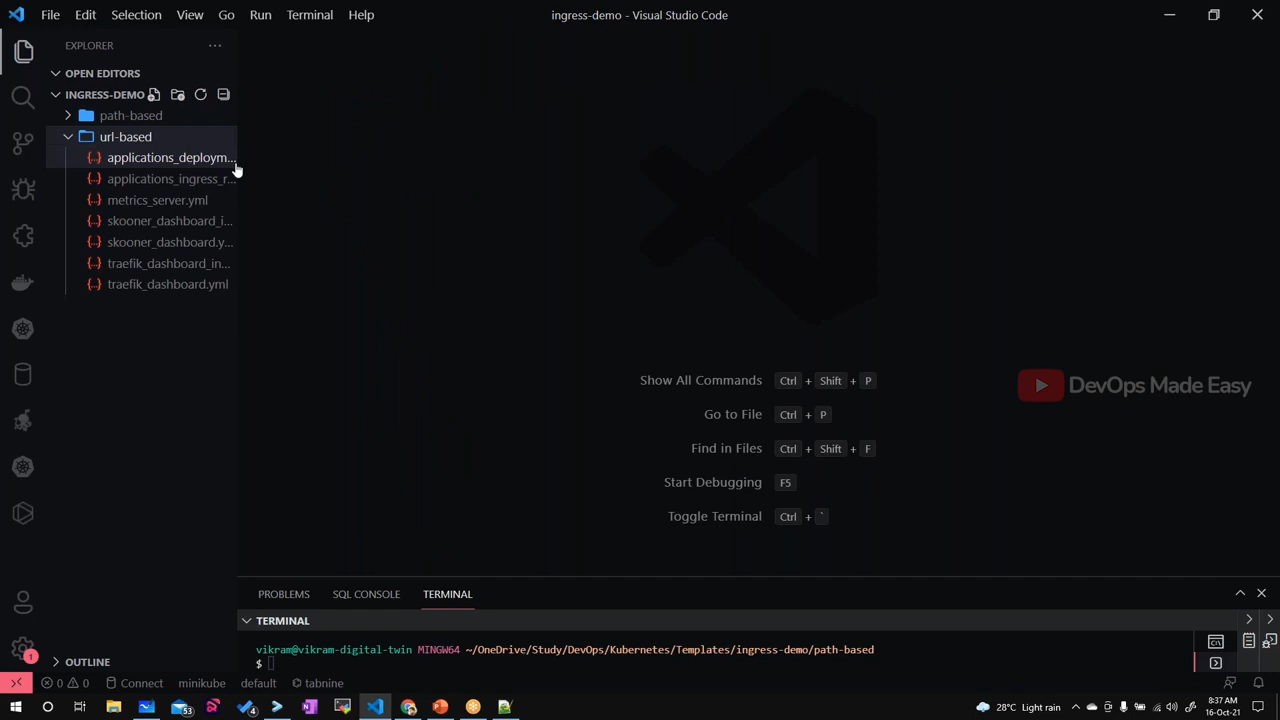 File Edit Selection View Go Run Terminal Help
ingress-demo - Visual Studio Code
EXPLORER
OPEN EDITORS
INGRESS-DEMO
path-based
url-based
applications_deploym...
applications_ingress_r...
metrics_server.yml
skooner_dashboard_i...
skooner_dashboard.y...
traefik_dashboard_in...
traefik_dashboard.yml
OUTLINE
Show All Commands Ctrl + Shift + P
Go to File Ctrl + P
Find in Files Ctrl + Shift + F
Start Debugging F5
Toggle Terminal Ctrl + `
DevOps Made Easy
PROBLEMS SQL CONSOLE TERMINAL
TERMINAL
vikram@vikram-digital-twin MINGW64 ~/OneDrive/Study/DevOps/Kubernetes/Templates/ingress-demo/path-based
$
1
0 0 Connect minikube default tabnine
53
4
28°C Light rain
8:37 AM
16-Oct-21